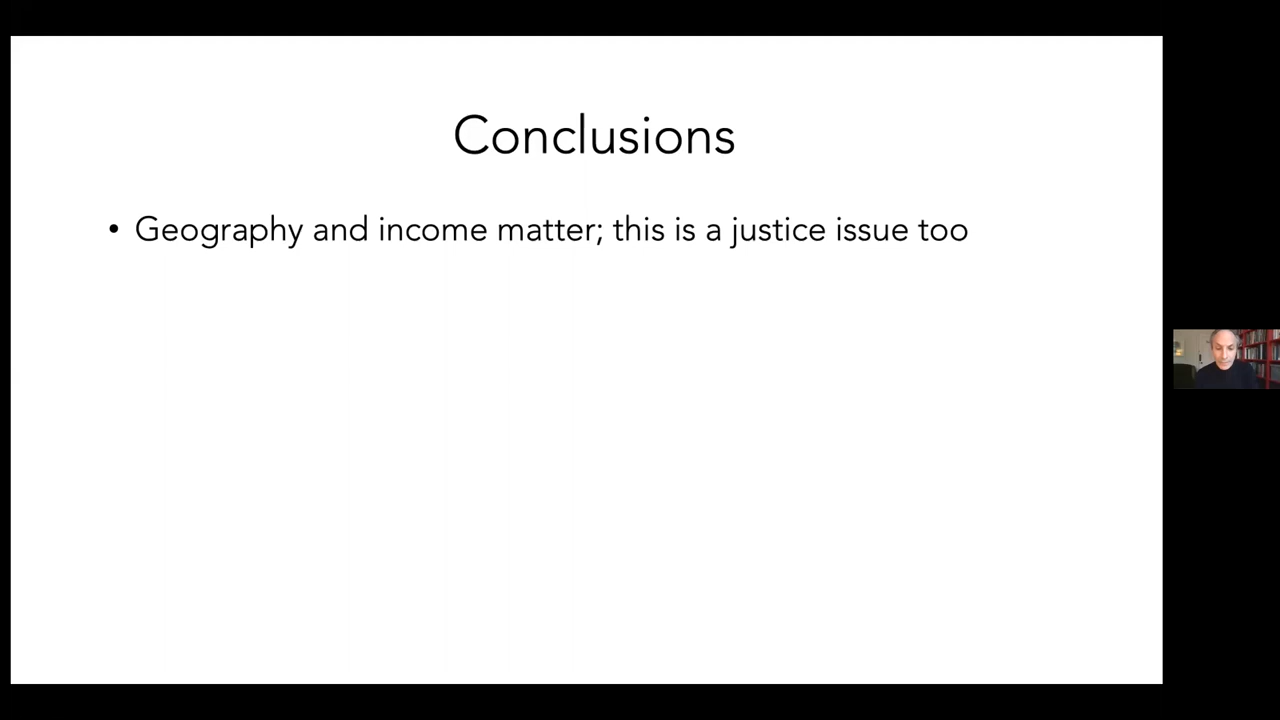 Conclusions
• Geography and income matter; this is a justice issue too